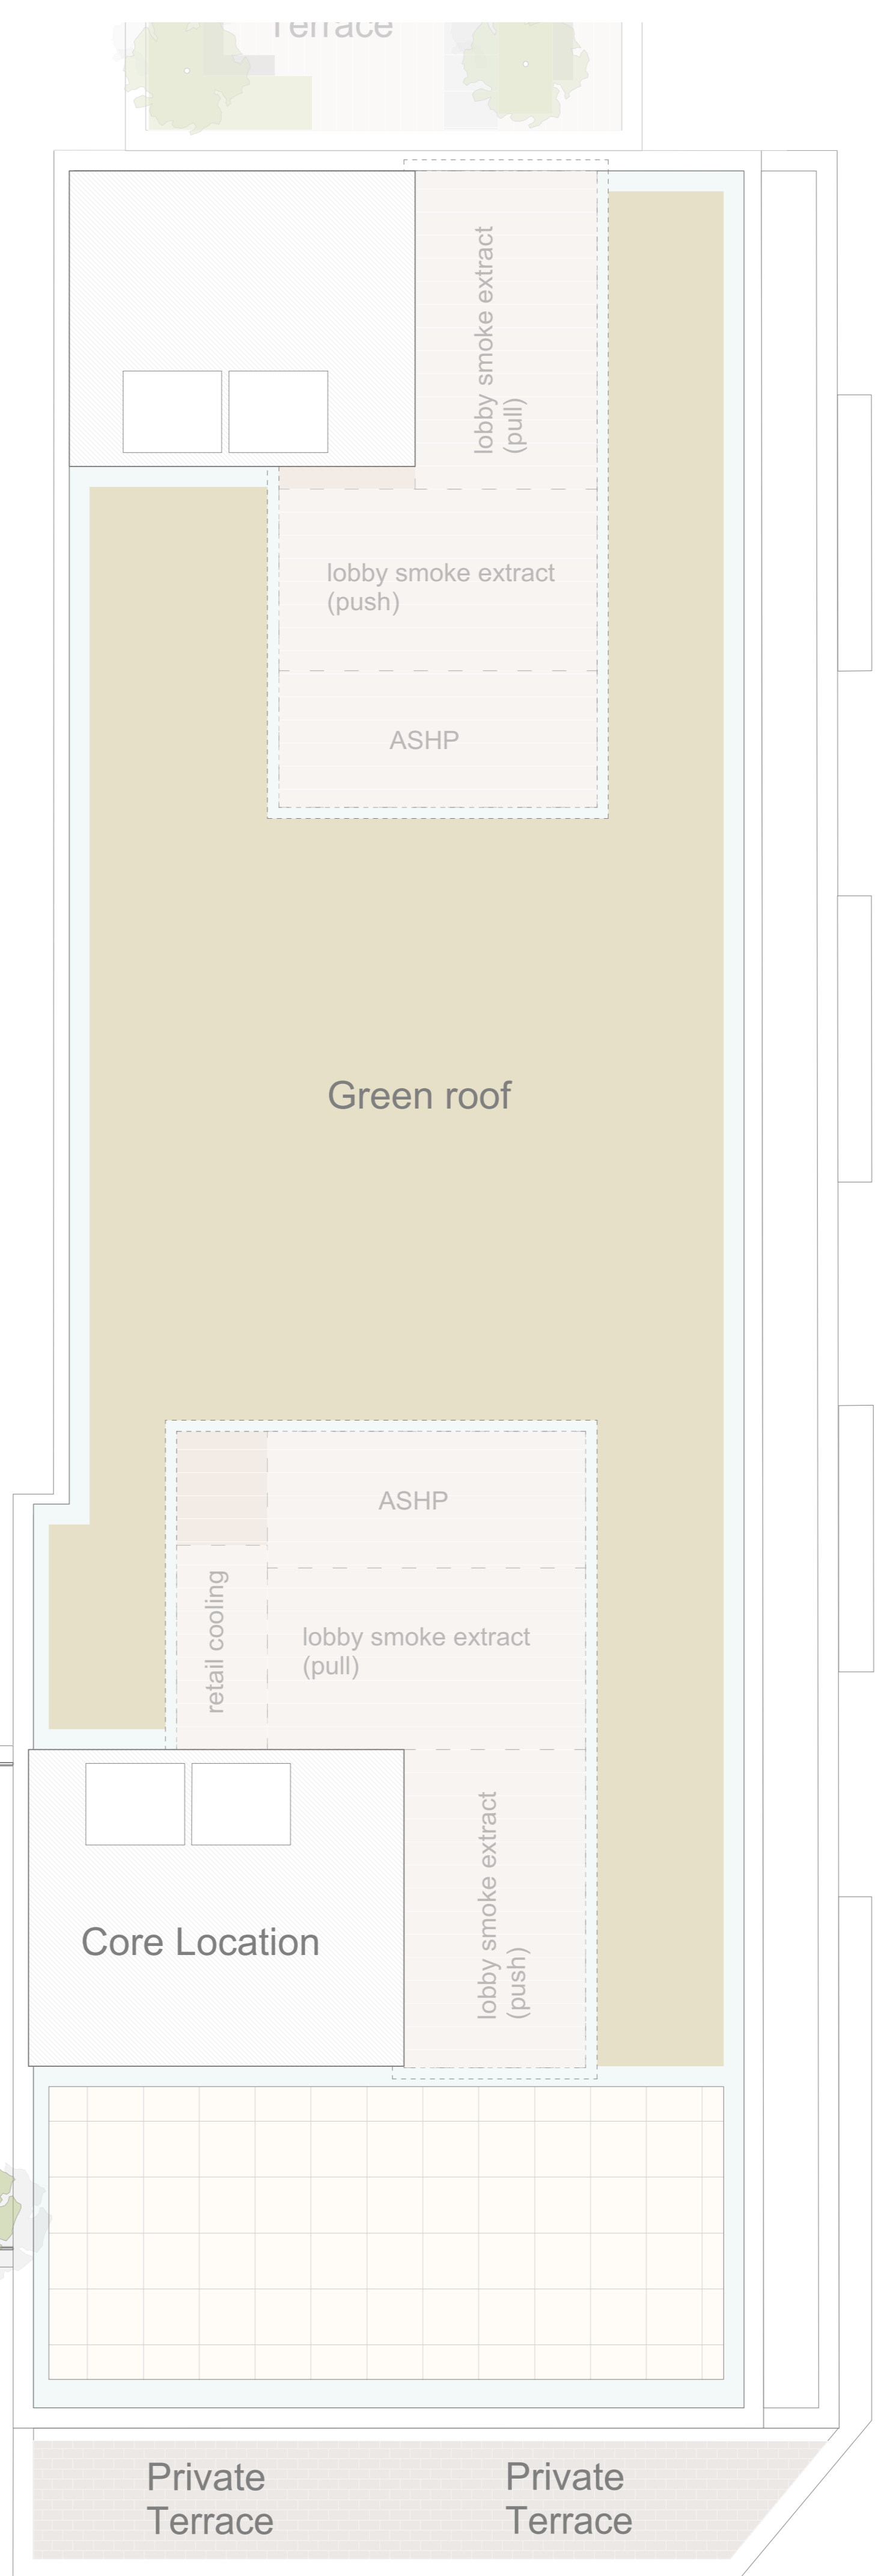 Terrace
lobby smoke extract
(pull)
lobby smoke extract
(push)
ASHP
Green roof
ASHP
retail cooling
lobby smoke extract
(pull)
lobby smoke extract
(push)
Core Location
Private
Terrace
Private
Terrace